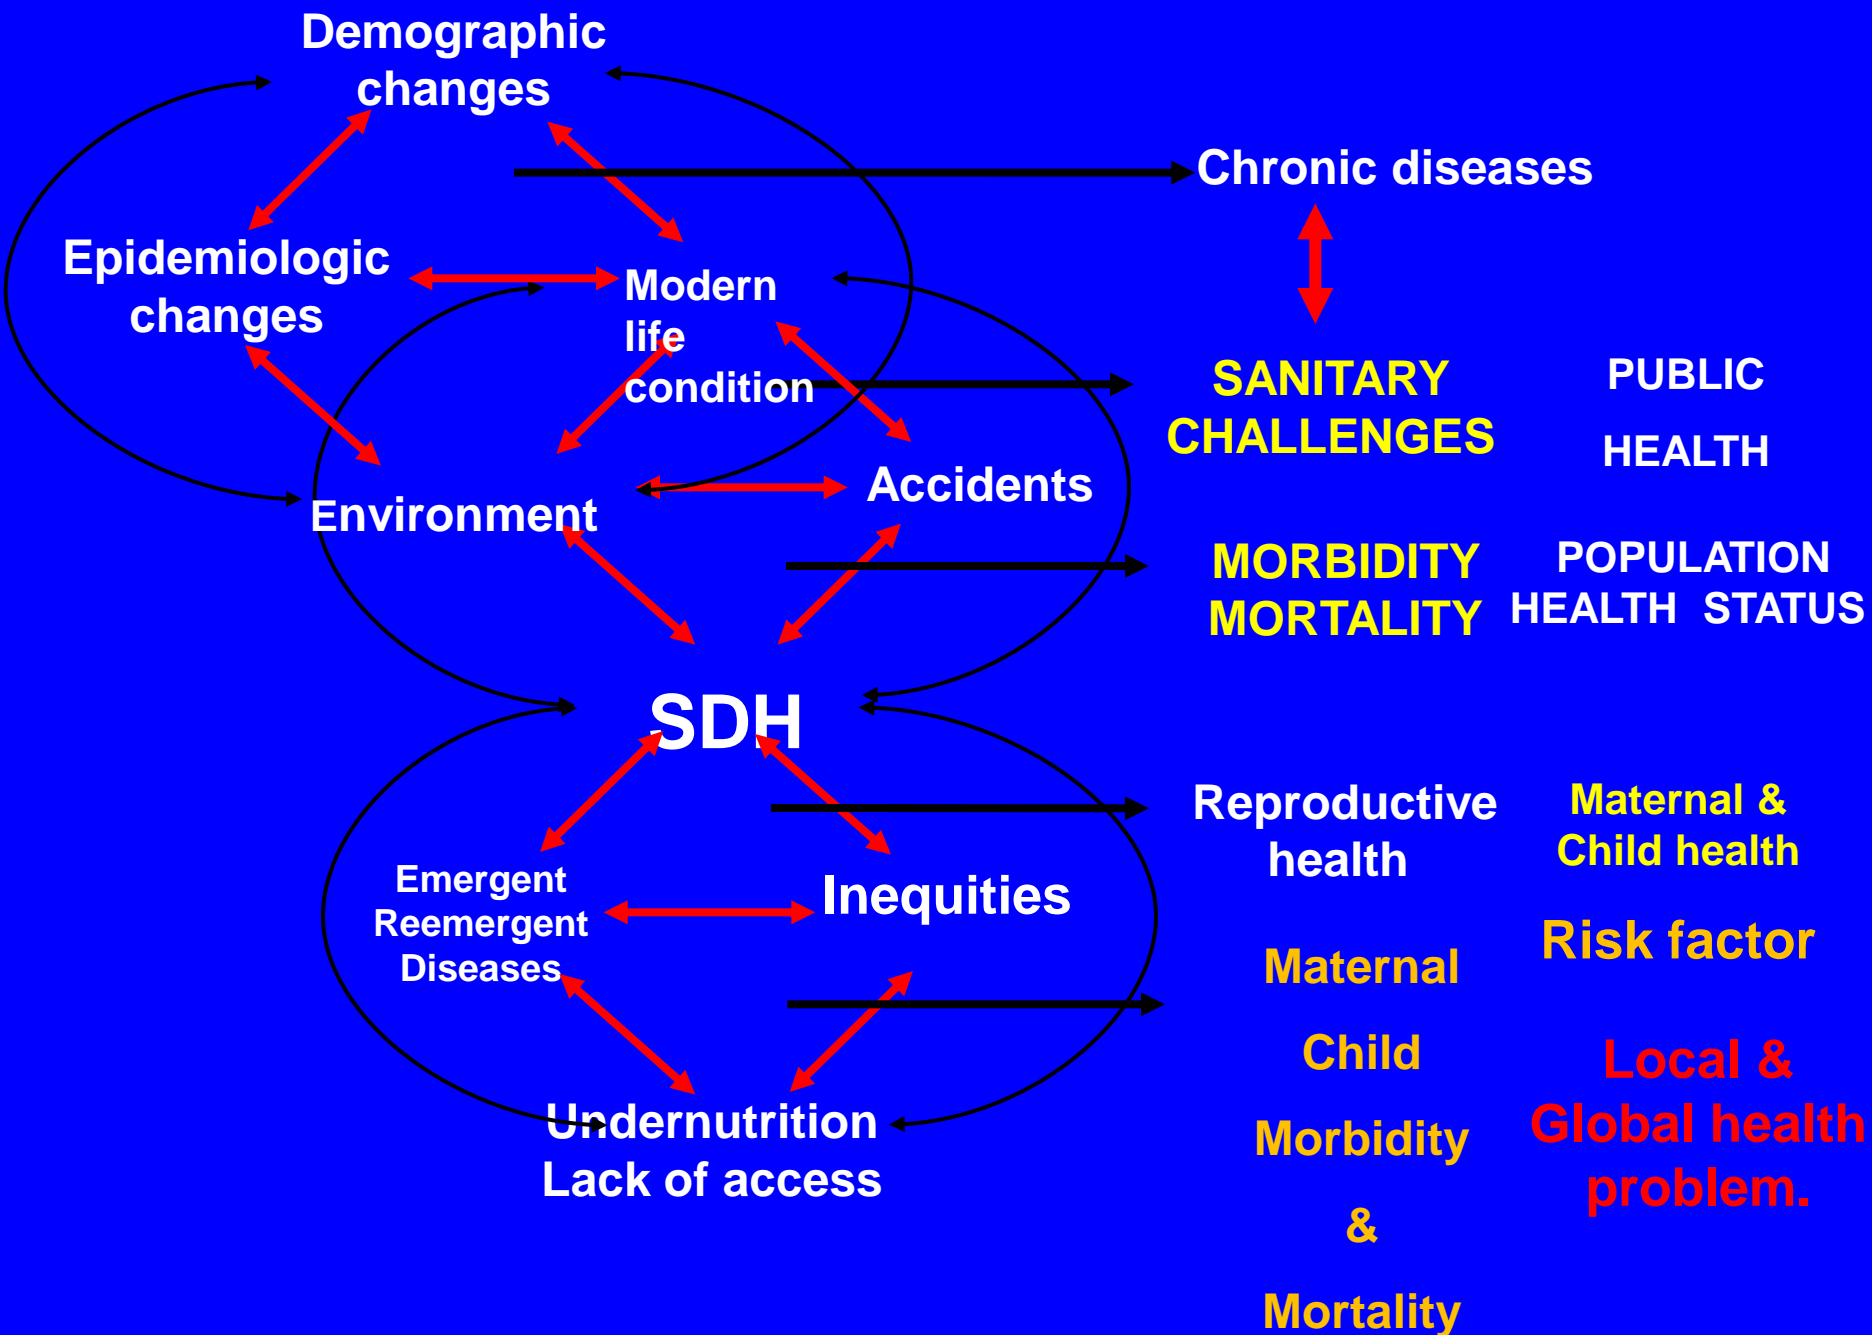 Demographic
changes
Chronic diseases
Epidemiologic
changes
Modern
life
condition
SANITARY
CHALLENGES
PUBLIC
HEALTH
Environment
Accidents
MORBIDITY
MORTALITY
POPULATION
HEALTH STATUS
SDH
Reproductive
health
Maternal &
Child health
Emergent
Reemergent
Diseases
Inequities
Risk factor
Maternal
Child
Morbidity
&
Mortality
Local &
Global health
problem.
Undernutrition
Lack of access